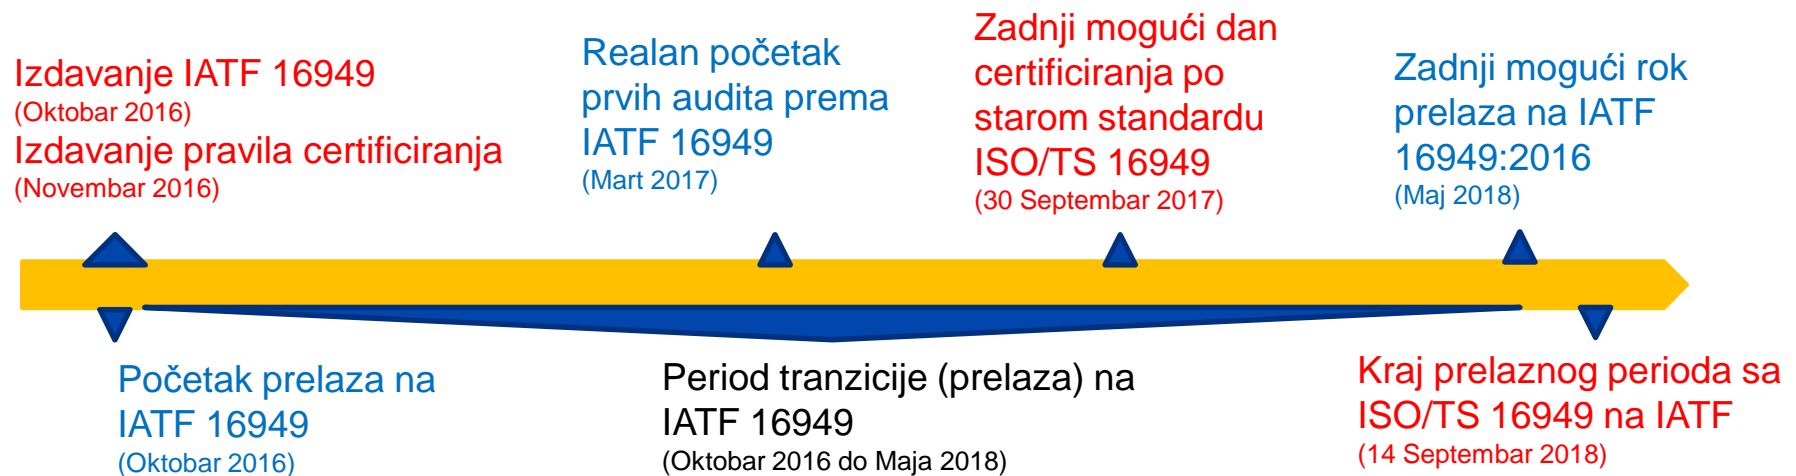 Izdavanje IATF 16949
(Oktobar 2016)
Izdavanje pravila certificiranja
(Novembar 2016)
Realan početak
prvih audita prema
IATF 16949
(Mart 2017)
Zadnji mogući dan
certificiranja po
starom standardu
ISO/TS 16949
(30 Septembar 2017)
Zadnji mogući rok
prelaza na IATF
16949:2016
(Maj 2018)
Početak prelaza na
IATF 16949
(Oktobar 2016)
Period tranzicije (prelaza) na
IATF 16949
(Oktobar 2016 do Maja 2018)
Kraj prelaznog perioda sa
ISO/TS 16949 na IATF
(14 Septembar 2018)